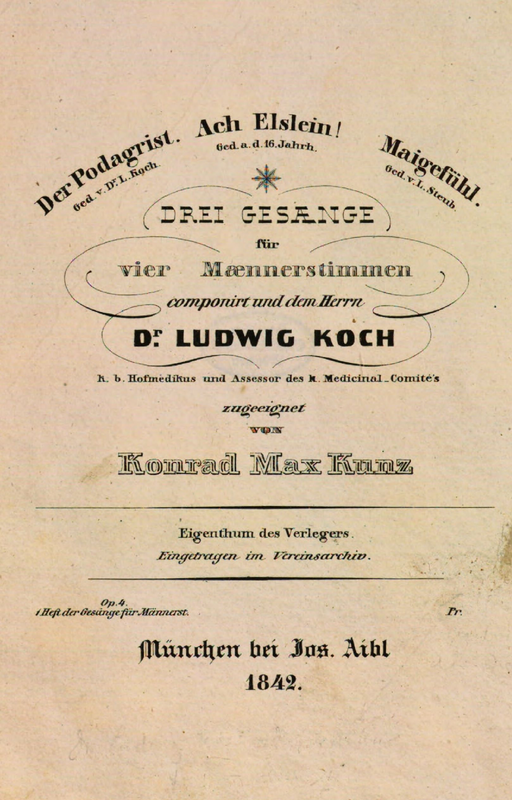 Der Podagrist.
Ged. v. Dr. L. Koch.
Ach Elslein!
Ged. a. d. 16. Jahrh.
Maigefühl.
Ged. v. L. Steub.
DREI GESÆNGE
für
vier Mænnerstimmen
componirt und dem Herrn
Dr. LUDWIG KOCH
k. b. Hofmedikus und Assessor des k. Medicinal-Comité's
zugeeignet
VON
Konrad Max Kunz
Eigenthum des Verlegers.
Eingetragen im Vereinsarchiv.
Op. 4.
1 Heft der Gesänge für Männerst.
Pr.
München bei Jos. Aibl
1842.